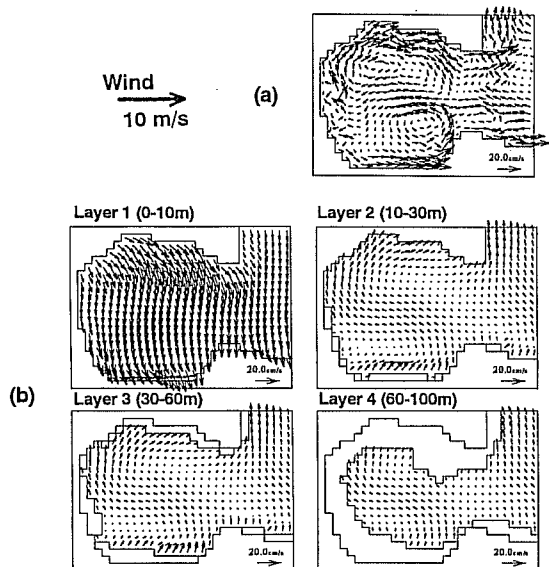 Wind
10 m/s
(a)
20.0cm/s
Layer 1 (0-10m)
Layer 2 (10-30m)
20.0cm/s
20.0cm/s
(b)
Layer 3 (30-60m)
Layer 4 (60-100m)
20.0cm/s
20.0cm/s